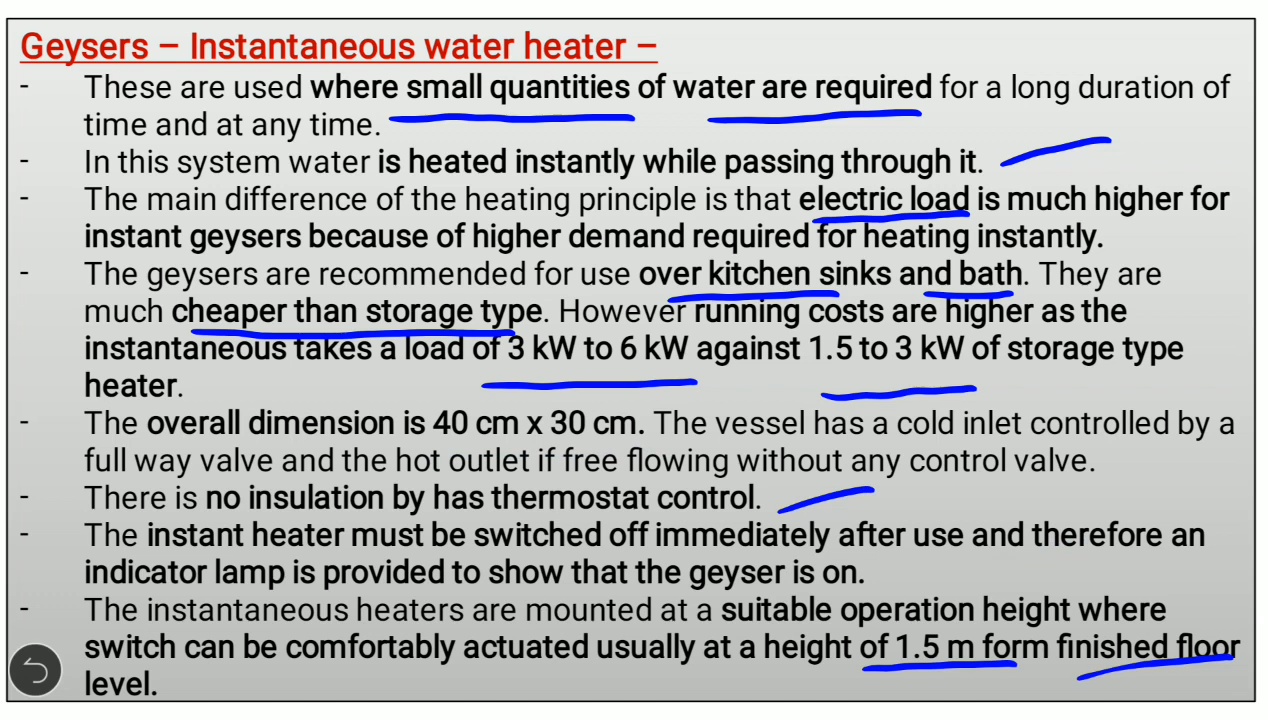 Geysers – Instantaneous water heater –
- These are used where small quantities of water are required for a long duration of
time and at any time.
- In this system water is heated instantly while passing through it.
- The main difference of the heating principle is that electric load is much higher for
instant geysers because of higher demand required for heating instantly.
- The geysers are recommended for use over kitchen sinks and bath. They are
much cheaper than storage type. However running costs are higher as the
instantaneous takes a load of 3 kW to 6 kW against 1.5 to 3 kW of storage type
heater.
- The overall dimension is 40 cm x 30 cm. The vessel has a cold inlet controlled by a
full way valve and the hot outlet if free flowing without any control valve.
- There is no insulation by has thermostat control.
- The instant heater must be switched off immediately after use and therefore an
indicator lamp is provided to show that the geyser is on.
- The instantaneous heaters are mounted at a suitable operation height where
switch can be comfortably actuated usually at a height of 1.5 m form finished floor
level.